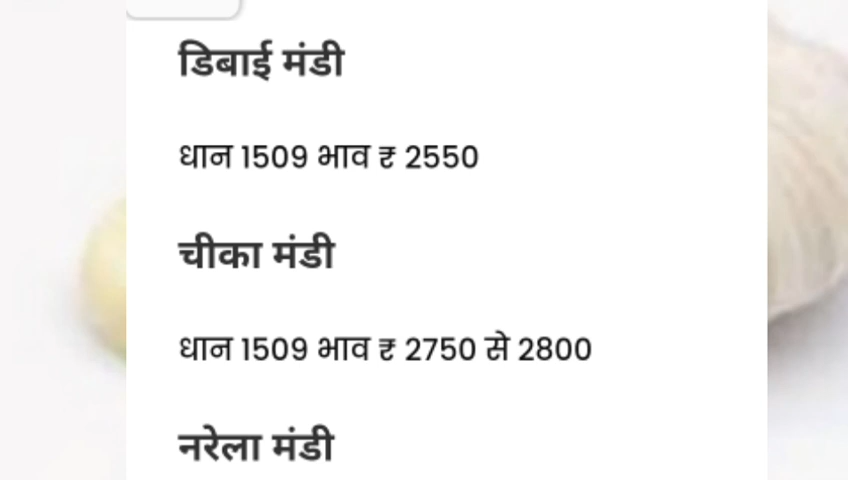 डिबाई मंडी
धान 1509 भाव ₹ 2550
चीका मंडी
धान 1509 भाव ₹ 2750 से 2800
नरेला मंडी